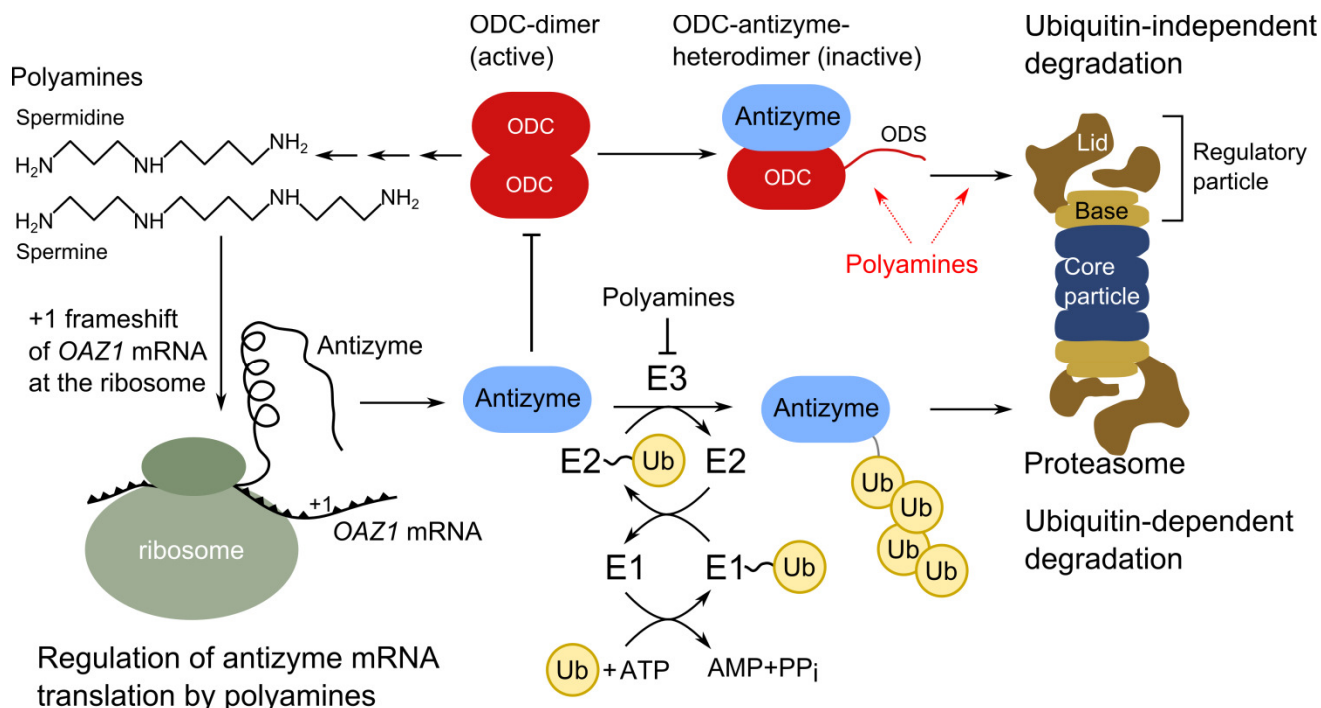 Polyamines
Spermidine
H2N
NH
NH2
H2N
NH
NH
NH2
Spermine
ODC-dimer
(active)
ODC
ODC
ODC-antizyme-
heterodimer (inactive)
Antizyme
ODC
ODS
Polyamines
Ubiquitin-independent
degradation
Lid
Regulatory
particle
Base
Core
particle
+1 frameshift
of OAZ1 mRNA
at the ribosome
Antizyme
+1
OAZ1 mRNA
ribosome
Regulation of antizyme mRNA
translation by polyamines
Antizyme
Polyamines
E3
E2
Ub
E2
E1
E1
Ub
Ub
+ATP
AMP+PPi
Antizyme
Ub
Ub
Ub
Ub
Proteasome
Ubiquitin-dependent
degradation